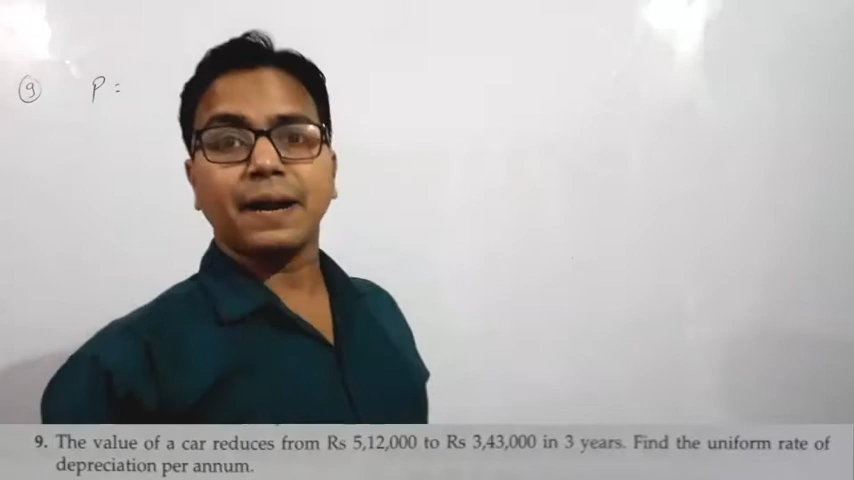 9 P :
9. The value of a car reduces from Rs 5,12,000 to Rs 3,43,000 in 3 years. Find the uniform rate of
depreciation per annum.